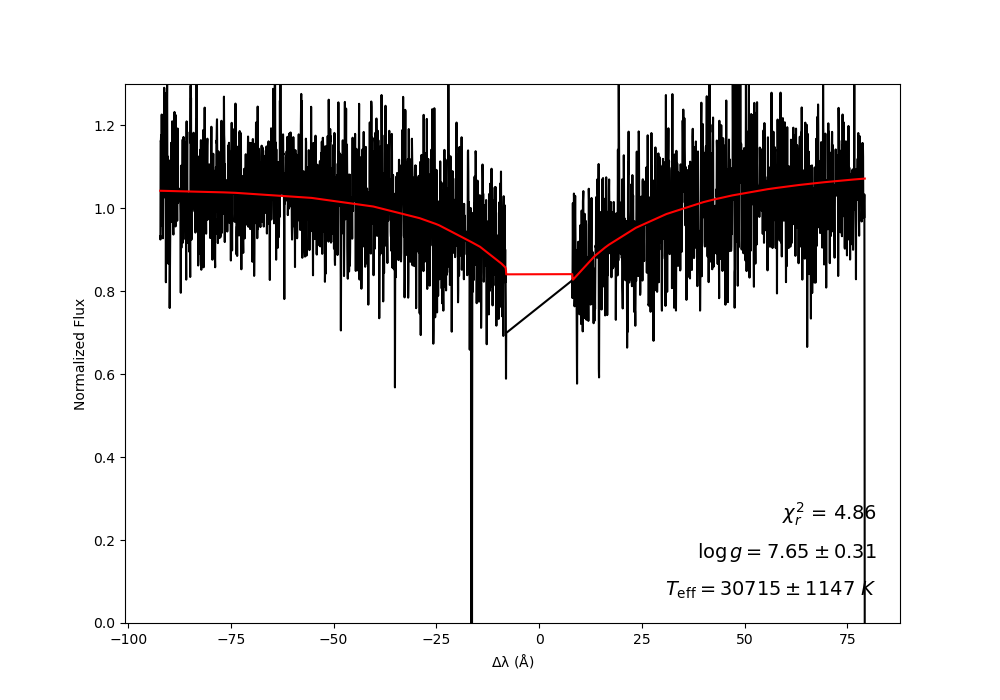 1.2
1.0
0.8
0.6
0.4
0.2
0.0
Normalized Flux
χ²ᵣ = 4.86
log g = 7.65 ± 0.31
T_eff = 30715 ± 1147 K
−100 −75 −50 −25 0 25 50 75
Δλ (Å)